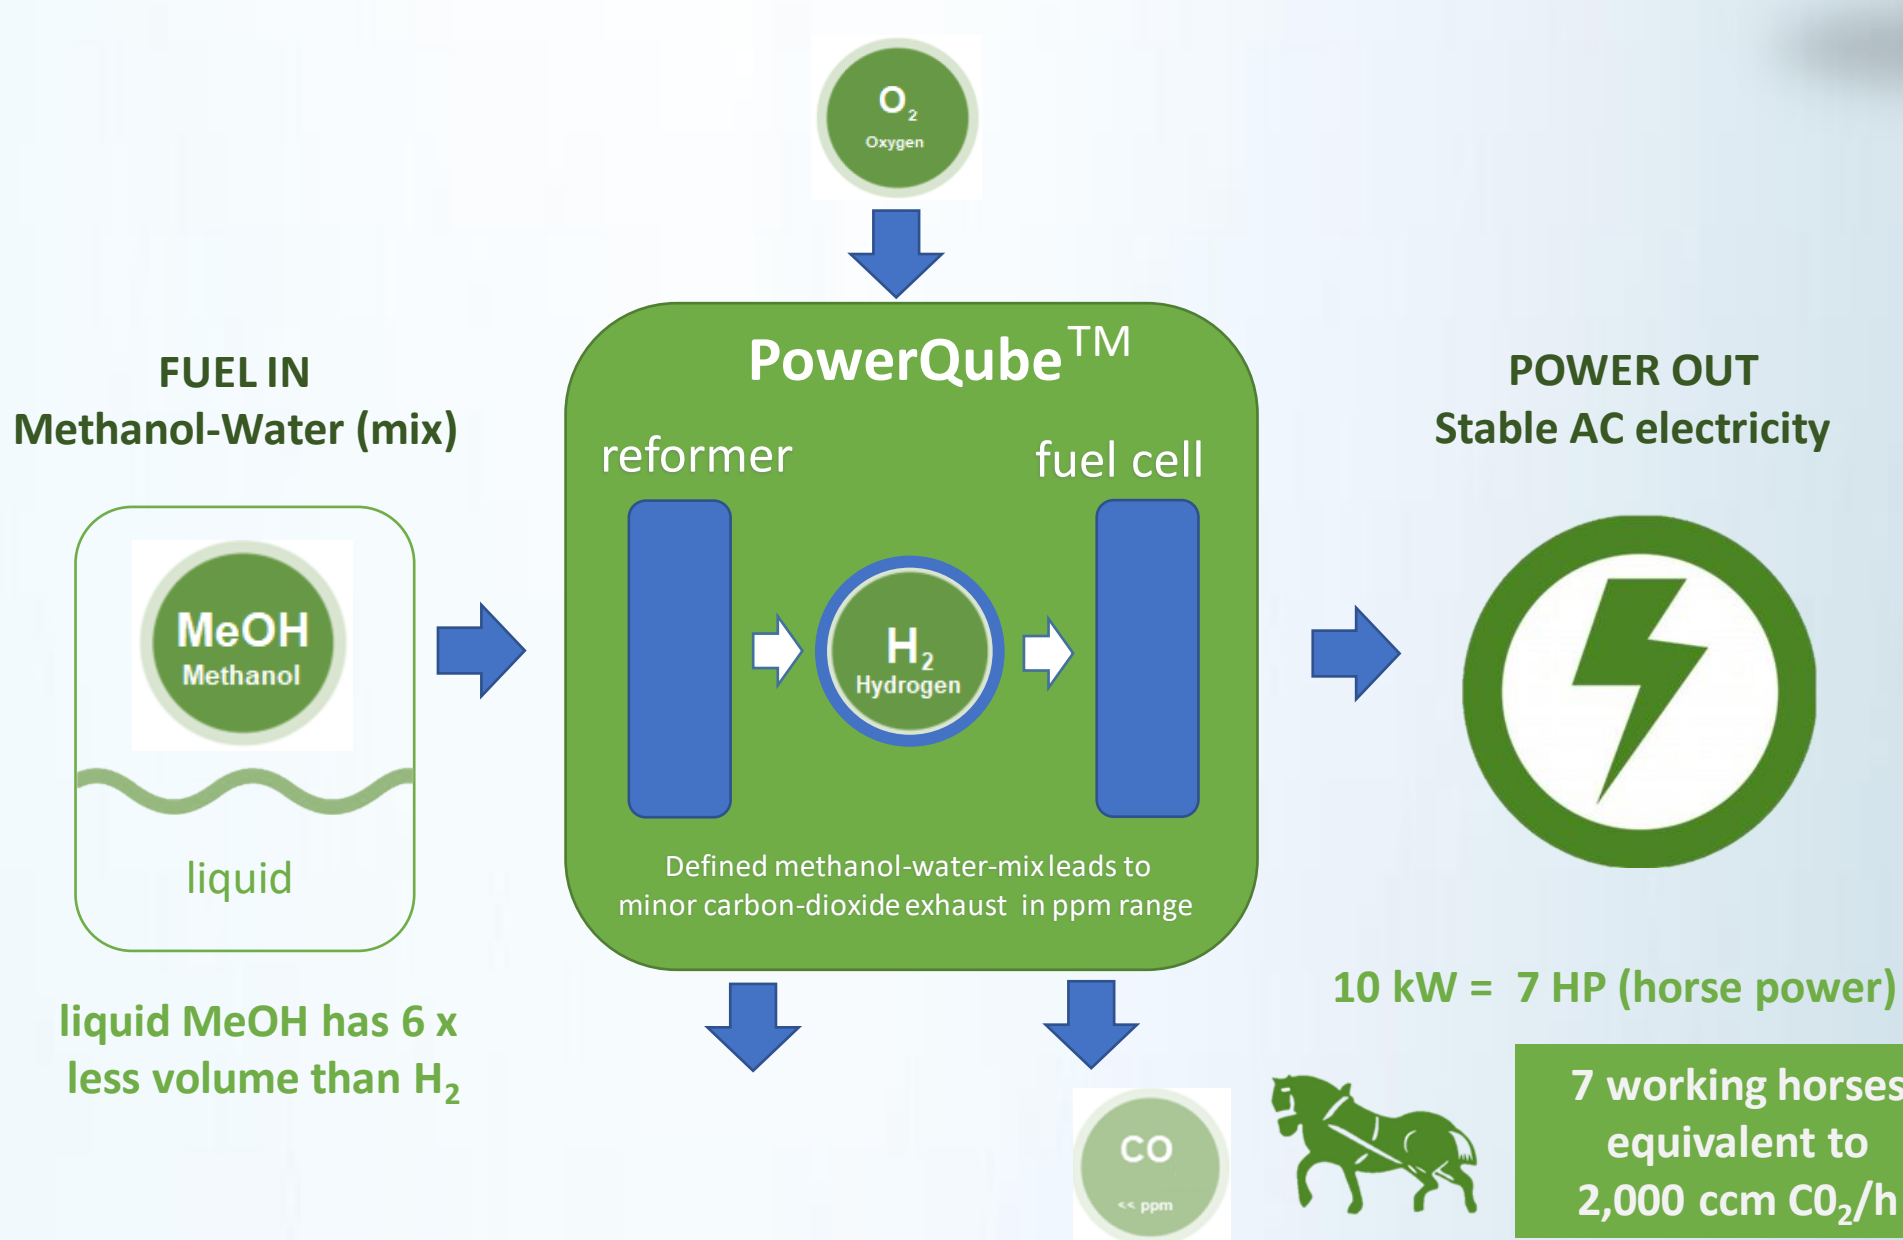 O₂
Oxygen
FUEL IN
Methanol-Water (mix)
MeOH
Methanol
liquid
liquid MeOH has 6 x
less volume than H₂
PowerQube™
reformer
fuel cell
H₂
Hydrogen
Defined methanol-water-mix leads to
minor carbon-dioxide exhaust in ppm range
CO
<< ppm
POWER OUT
Stable AC electricity
10 kW = 7 HP (horse power)
7 working horses
equivalent to
2,000 ccm C0₂/h